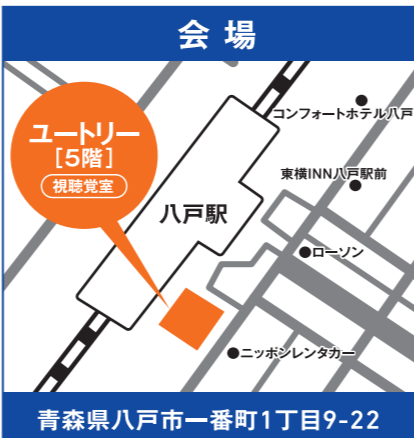 会場
ユートリー
[5階]
視聴覚室
コンフォートホテル八戸
東横INN八戸駅前
八戸駅
ローソン
ニッポンレンタカー
青森県八戸市一番町1丁目9-22